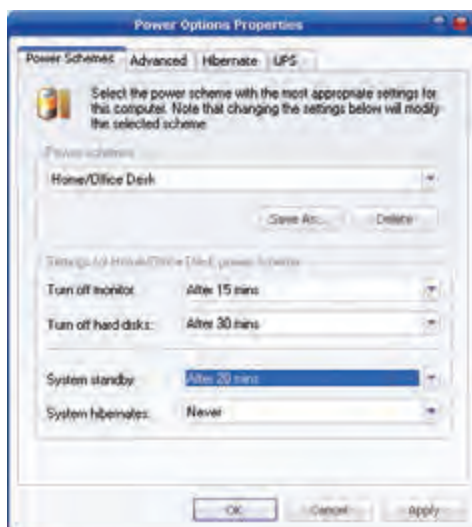 Power Options Properties
Power Schemes Advanced Hibernate UPS
Select the power scheme with the most appropriate settings for
this computer. Note that changing the settings below will modify
the selected scheme.
Power schemes
Home/Office Desk
Save As... Delete
Settings for Home/Office Desk power scheme
Turn off monitor: After 15 mins
Turn off hard disks: After 30 mins
System standby: After 20 mins
System hibernates: Never
OK Cancel Apply